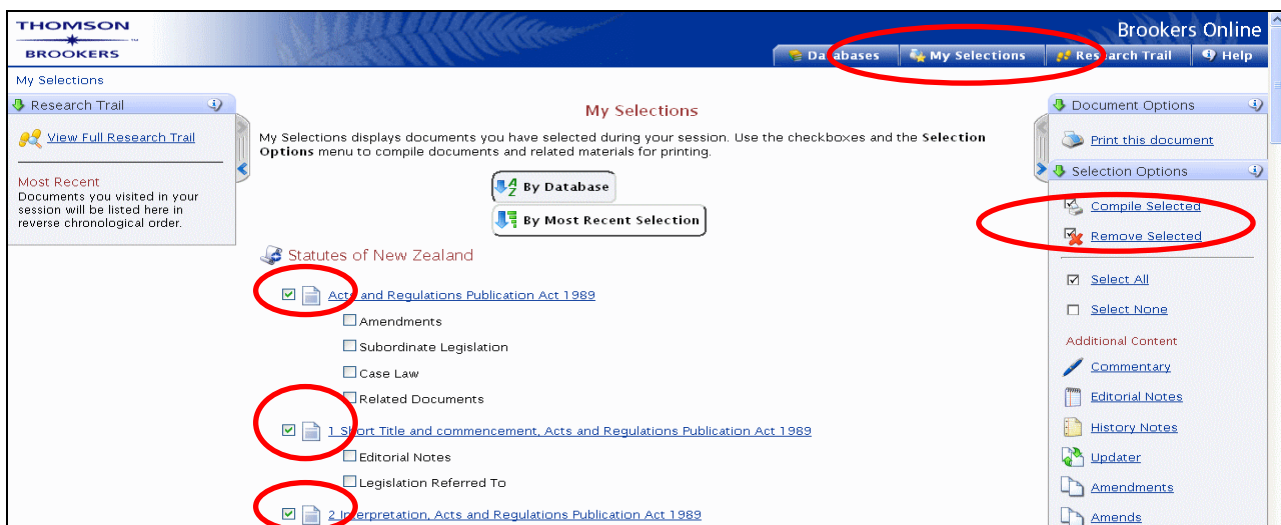 THOMSON
BROOKERS
™
Brookers Online
Databases
My Selections
Research Trail
Help
My Selections
Research Trail
View Full Research Trail
Most Recent
Documents you visited in your
session will be listed here in
reverse chronological order.
My Selections
My Selections displays documents you have selected during your session. Use the checkboxes and the Selection
Options menu to compile documents and related materials for printing.
By Database
By Most Recent Selection
Statutes of New Zealand
Acts and Regulations Publication Act 1989
Amendments
Subordinate Legislation
Case Law
Related Documents
1 Short Title and commencement, Acts and Regulations Publication Act 1989
Editorial Notes
Legislation Referred To
2 Interpretation, Acts and Regulations Publication Act 1989
Document Options
Print this document
Selection Options
Compile Selected
Remove Selected
Select All
Select None
Additional Content
Commentary
Editorial Notes
History Notes
Updater
Amendments
Amends